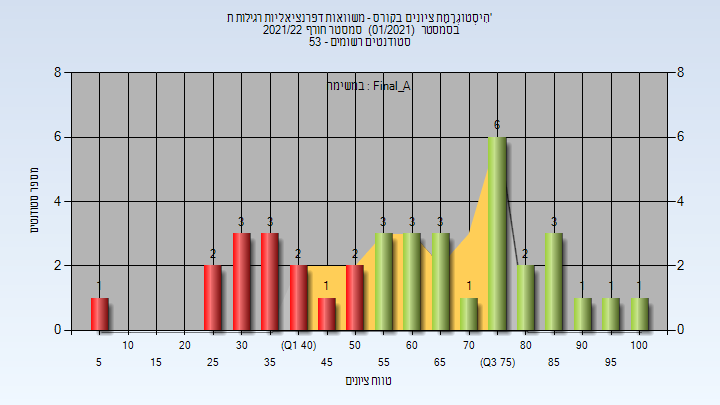 היסטוגרמת ציונים בקורס - משוואות דפרנציאליות רגילות ת'
בסמסטר (01/2021) סמסטר חורף 2021/22
סטודנטים רשומים - 53
במשימה : Final_A
8 8
6 6
4 4
2 2
0 0
מספר סטודנטים
1 2 3 3 2 1 2 3 3 3 1 6 2 3 1 1 1
10 20 30 (Q1 40) 50 60 70 80 90 100
5 15 25 35 45 55 65 (Q3 75) 85 95
טווח ציונים